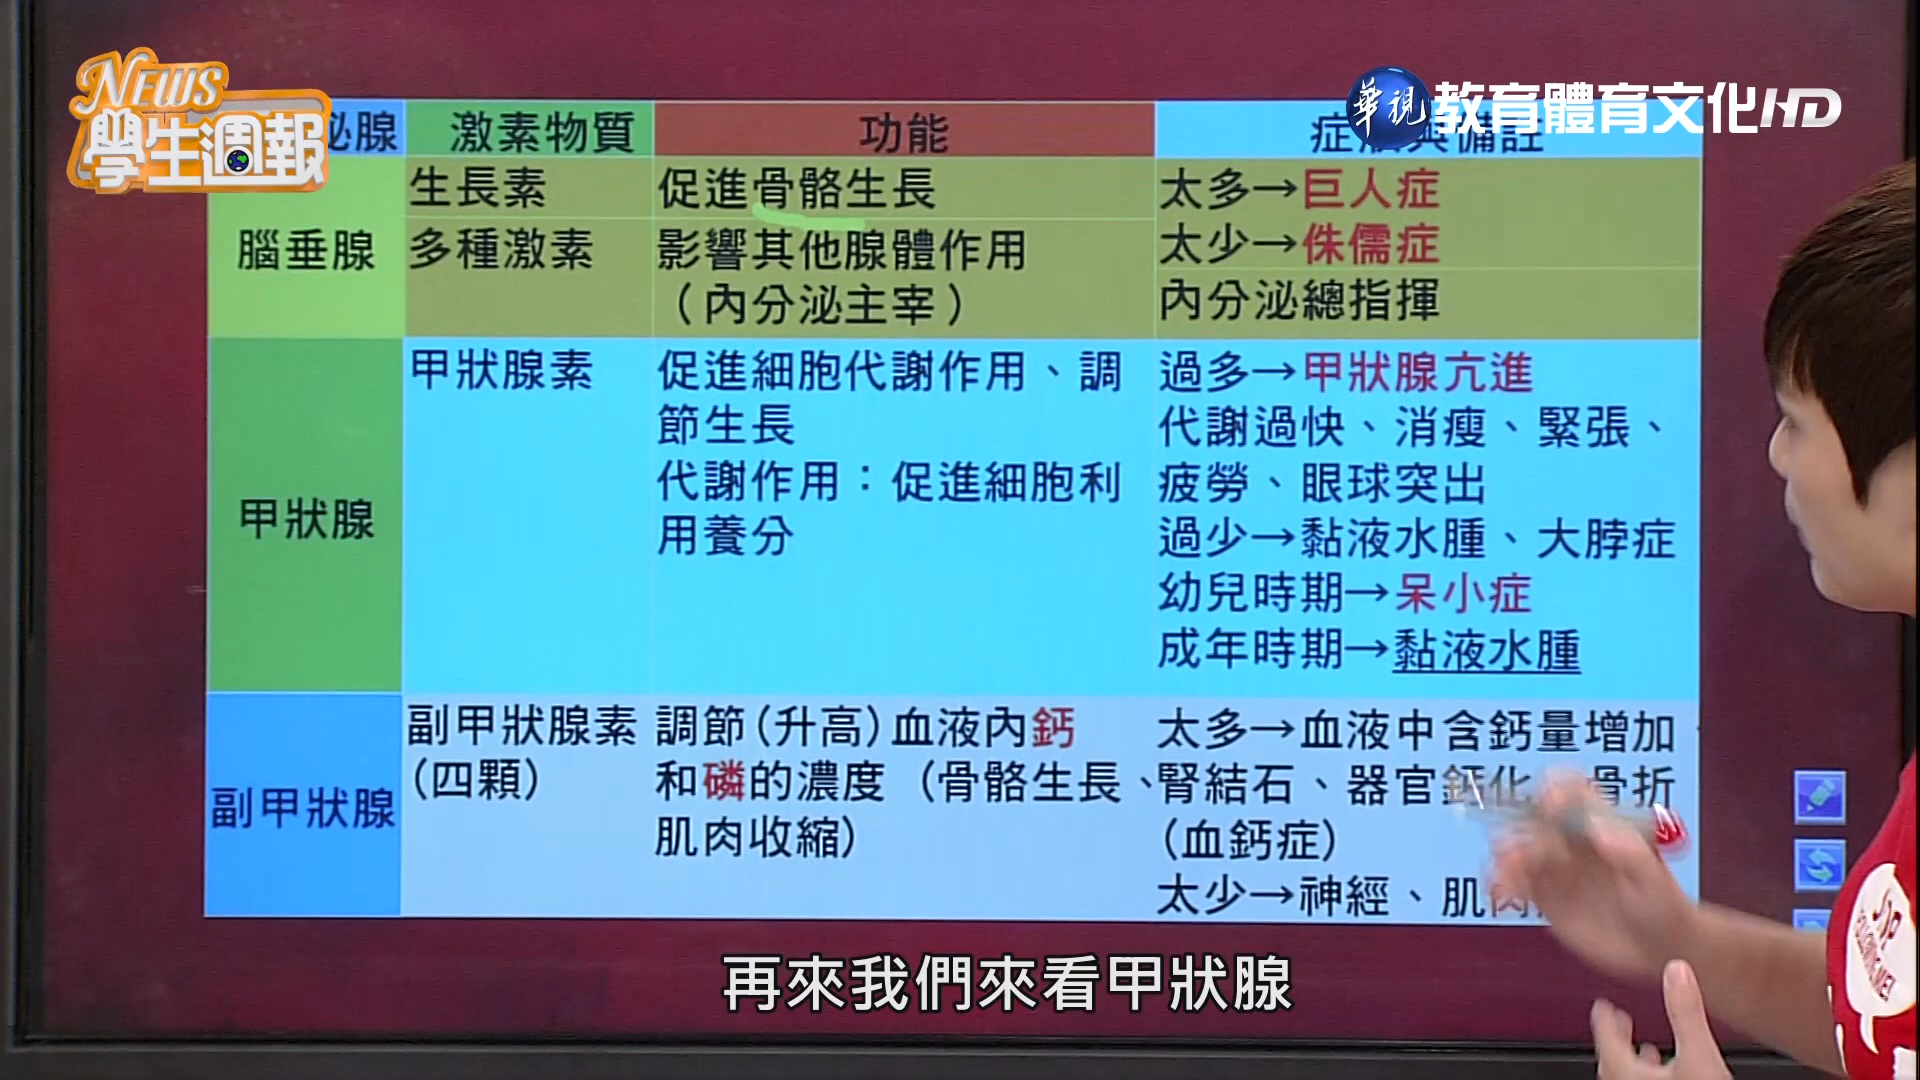 NEWS
學生週報
華視 教育體育文化HD
泌腺
激素物質
功能
生長素
促進骨骼生長
太多→巨人症
太少→侏儒症
腦垂腺
多種激素
影響其他腺體作用
（內分泌主宰）
內分泌總指揮
甲狀腺
甲狀腺素
促進細胞代謝作用、調
節生長
代謝作用：促進細胞利
用養分
過多→甲狀腺亢進
代謝過快、消瘦、緊張、
疲勞、眼球突出
過少→黏液水腫、大脖症
幼兒時期→呆小症
成年時期→黏液水腫
副甲狀腺
副甲狀腺素
（四顆）
調節（升高）血液內鈣
和磷的濃度（骨骼生長、
肌肉收縮）
太多→血液中含鈣量增加
腎結石、器官鈣化、骨折
（血鈣症）
太少→神經、肌肉
再來我們來看甲狀腺